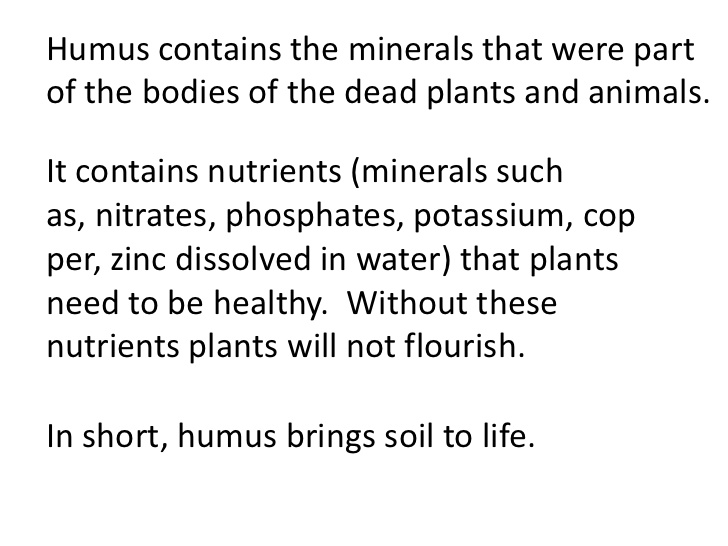 Humus contains the minerals that were part
of the bodies of the dead plants and animals.
It contains nutrients (minerals such
as, nitrates, phosphates, potassium, cop
per, zinc dissolved in water) that plants
need to be healthy.  Without these
nutrients plants will not flourish.
In short, humus brings soil to life.